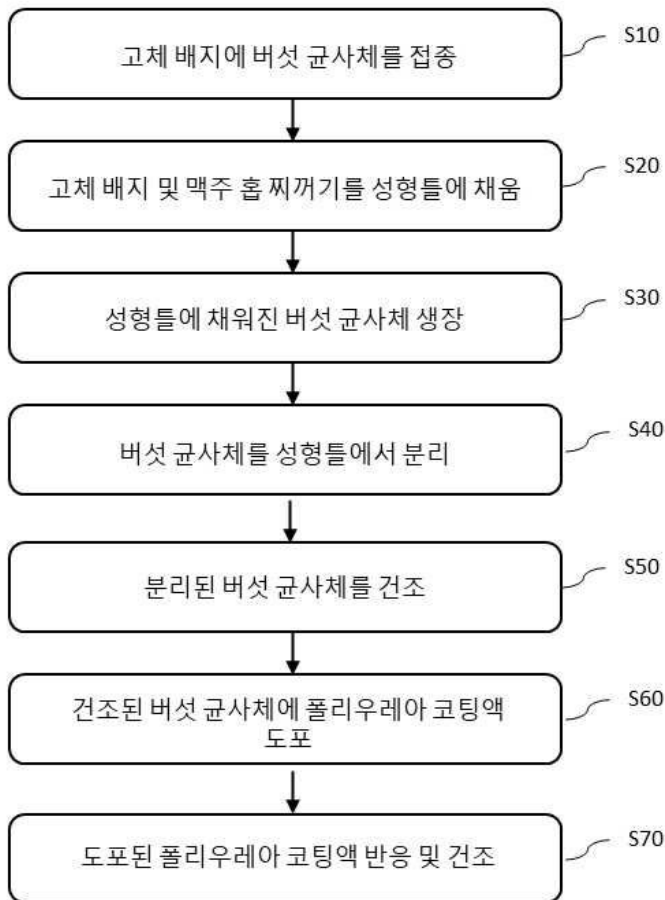 고체 배지에 버섯 균사체를 접종
S10
고체 배지 및 맥주 홉 찌꺼기를 성형틀에 채움
S20
성형틀에 채워진 버섯 균사체 생장
S30
버섯 균사체를 성형틀에서 분리
S40
분리된 버섯 균사체를 건조
S50
건조된 버섯 균사체에 폴리우레아 코팅액
도포
S60
도포된 폴리우레아 코팅액 반응 및 건조
S70